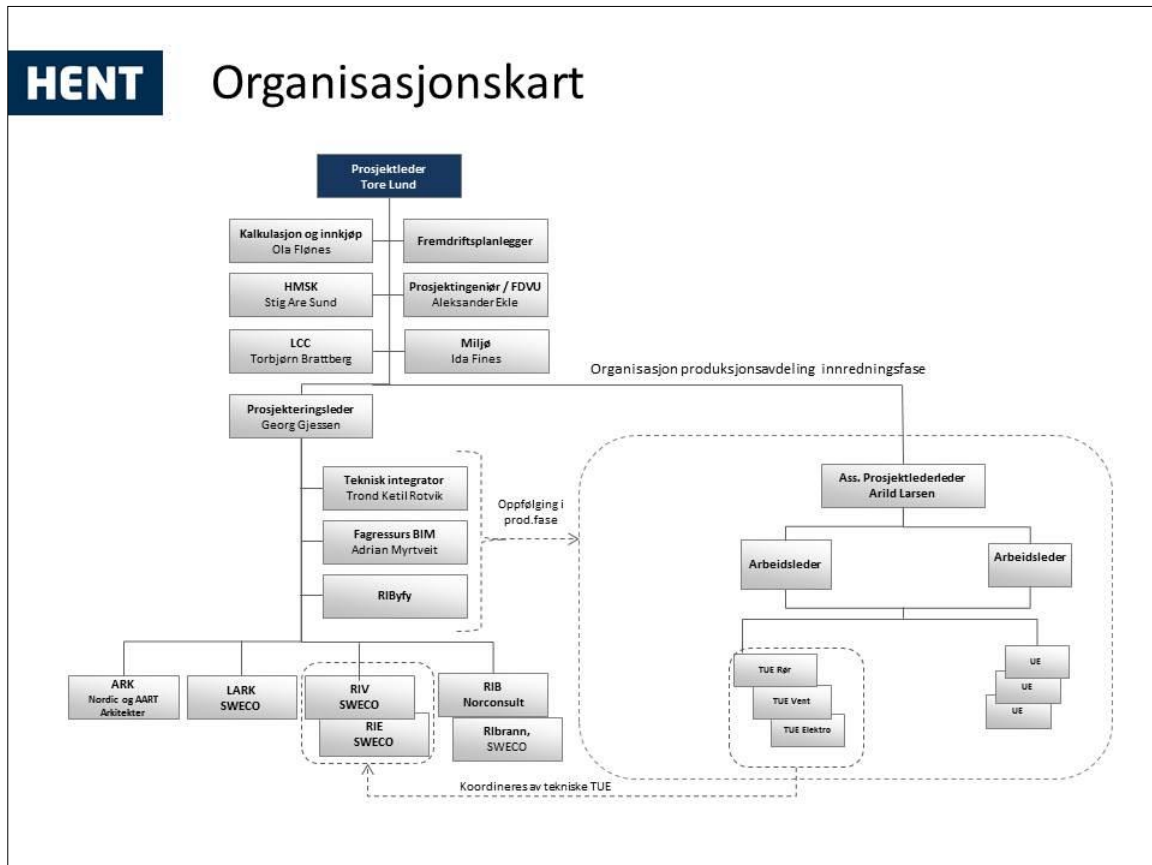 HENT
Organisasjonskart
Prosjektleder
Tore Lund
Kalkulasjon og innkjøp
Ola Flønes
Fremdriftsplanlegger
HMSK
Stig Are Sund
Prosjektingeniør / FDVU
Aleksander Ekle
LCC
Torbjørn Brattberg
Miljø
Ida Fines
Organisasjon produksjonsavdeling innredningsfase
Prosjekteringsleder
Georg Gjessen
Teknisk integrator
Trond Ketil Rotvik
Fagressurs BIM
Adrian Myrtveit
RIByfy
Oppfølging i
prod.fase
Ass. Prosjektlederleder
Arild Larsen
Arbeidsleder
Arbeidsleder
ARK
Nordic og AART
Arkitekter
LARK
SWECO
RIV
SWECO
RIE
SWECO
RIB
Norconsult
RIbrann,
SWECO
TUE Rør
TUE Vent
TUE Elektro
UE
UE
UE
Koordineres av tekniske TUE